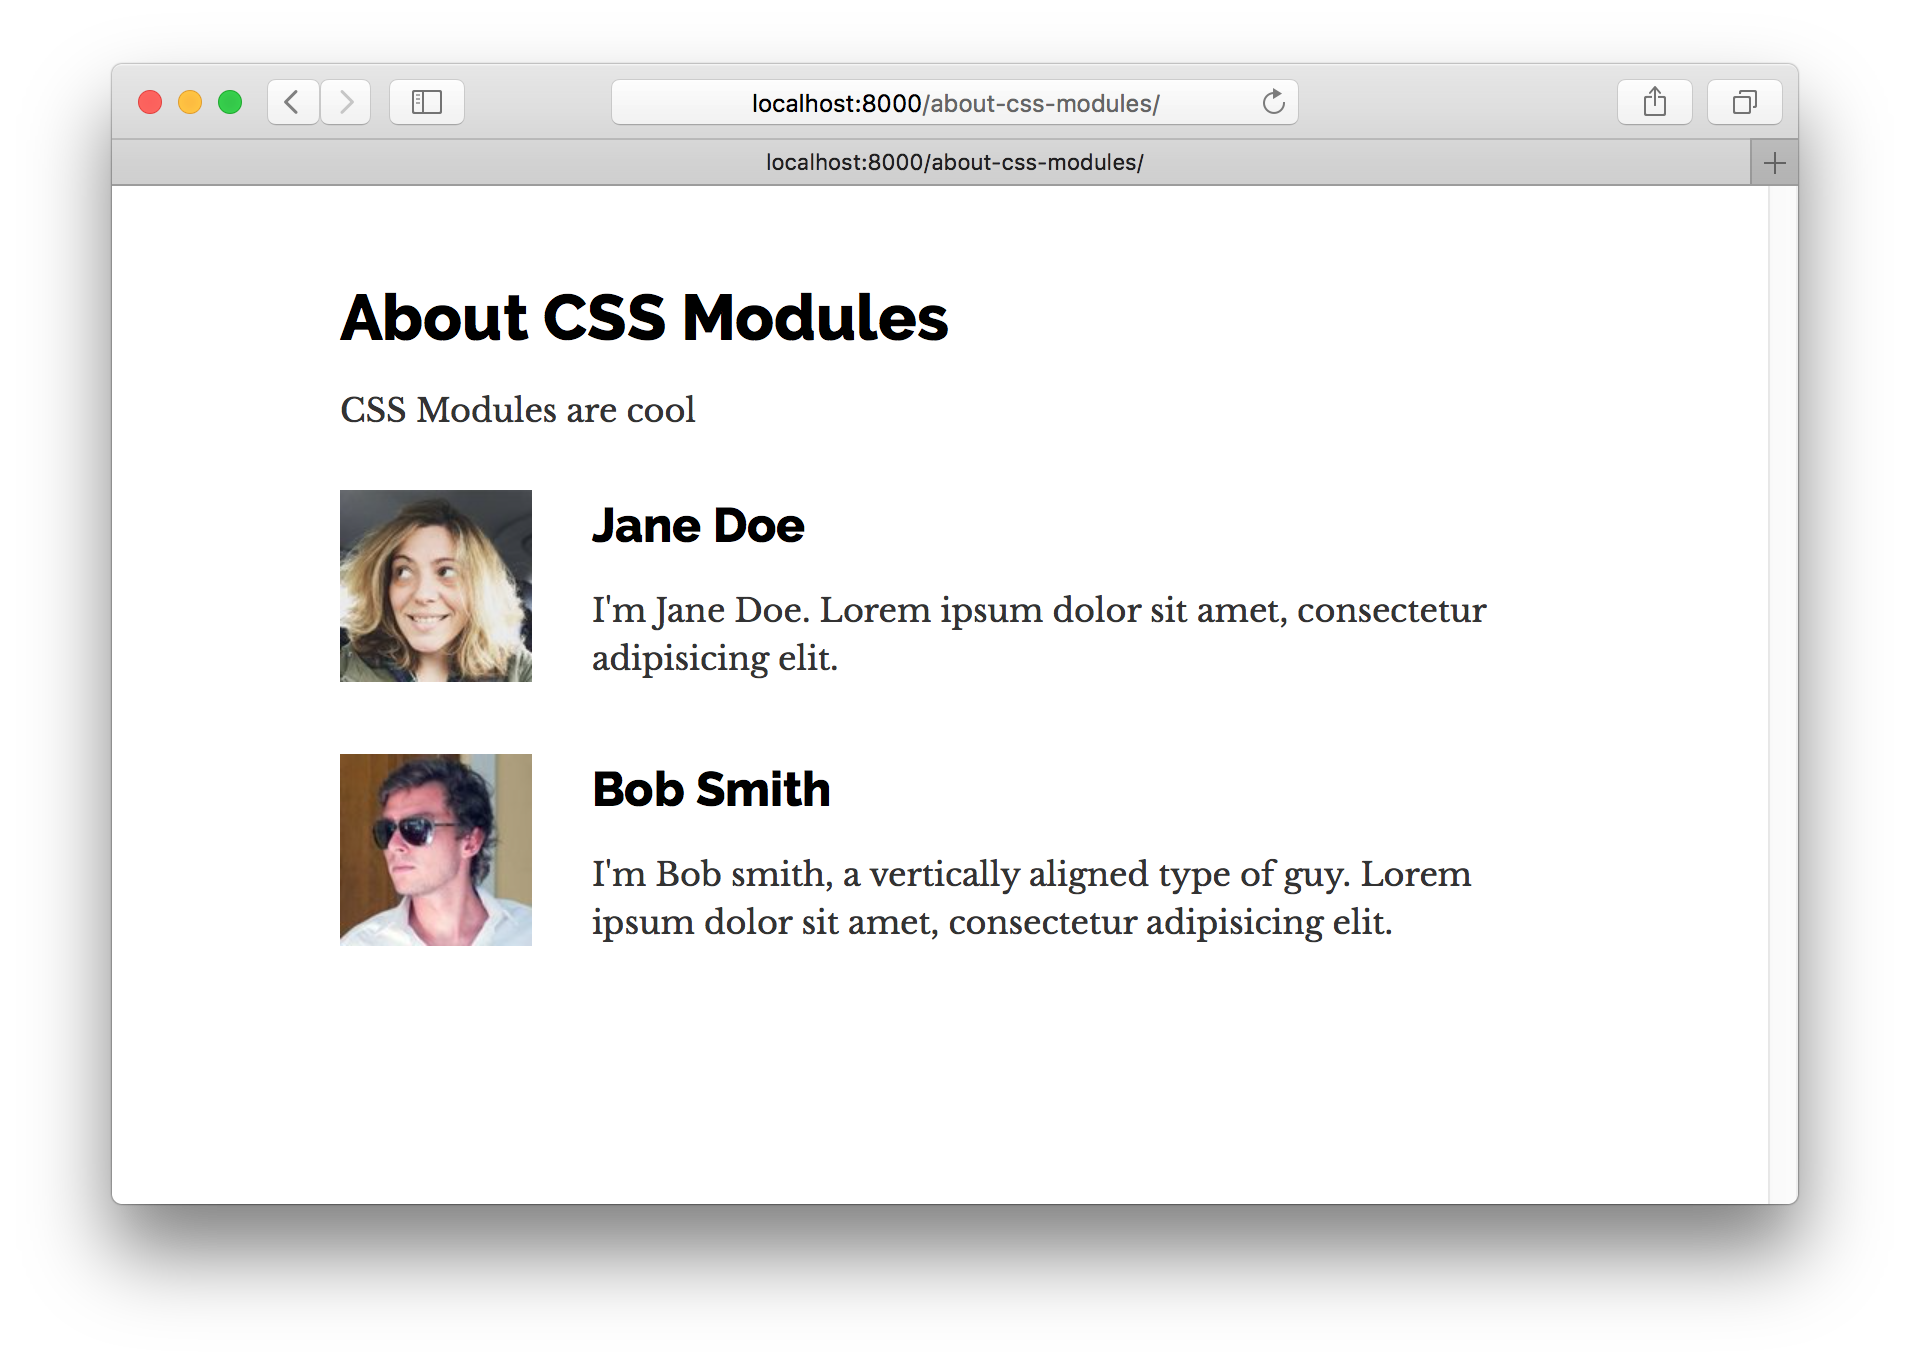 localhost:8000/about-css-modules/
localhost:8000/about-css-modules/
About CSS Modules
CSS Modules are cool
Jane Doe
I'm Jane Doe. Lorem ipsum dolor sit amet, consectetur
adipisicing elit.
Bob Smith
I'm Bob smith, a vertically aligned type of guy. Lorem
ipsum dolor sit amet, consectetur adipisicing elit.